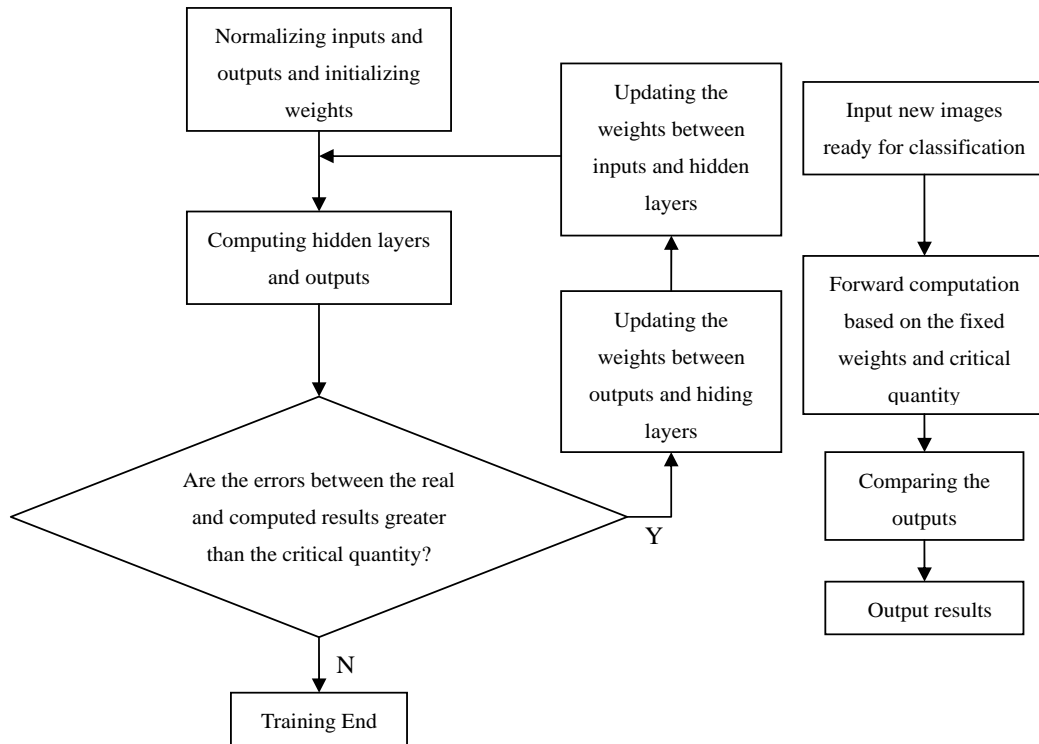 Normalizing inputs and
outputs and initializing
weights
Computing hidden layers
and outputs
Are the errors between the real
and computed results greater
than the critical quantity?
Y
N
Training End
Updating the
weights between
outputs and hiding
layers
Updating the
weights between
inputs and hidden
layers
Input new images
ready for classification
Forward computation
based on the fixed
weights and critical
quantity
Comparing the
outputs
Output results